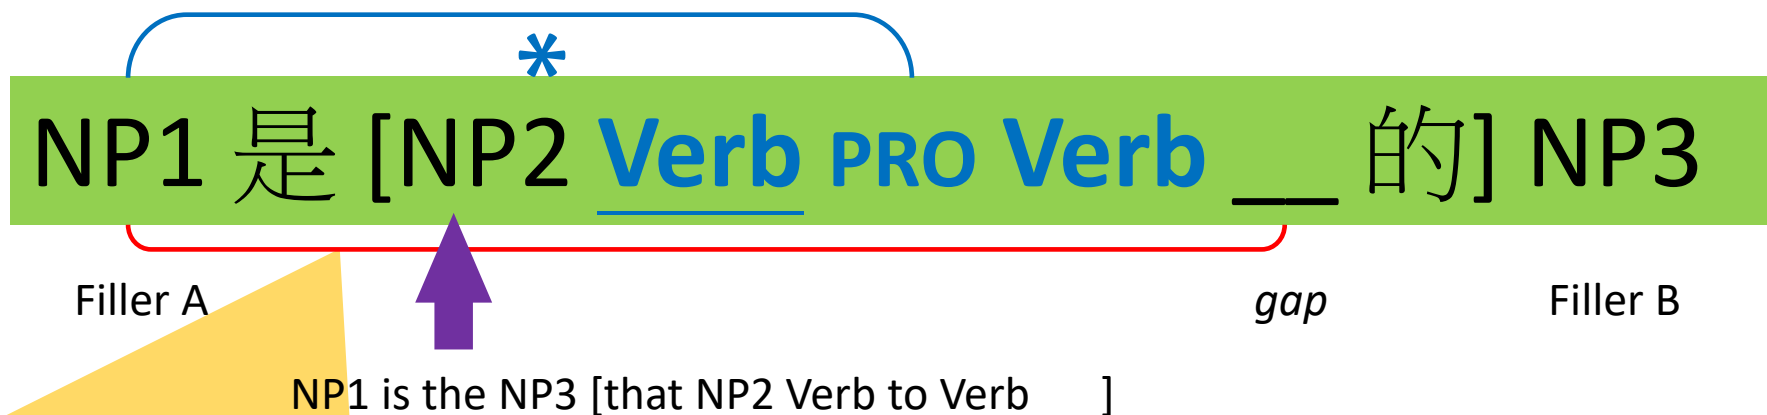 *
NP1 是 [NP2 Verb PRO Verb __ 的] NP3
Filler A gap Filler B
NP1 is the NP3 [that NP2 Verb to Verb ]